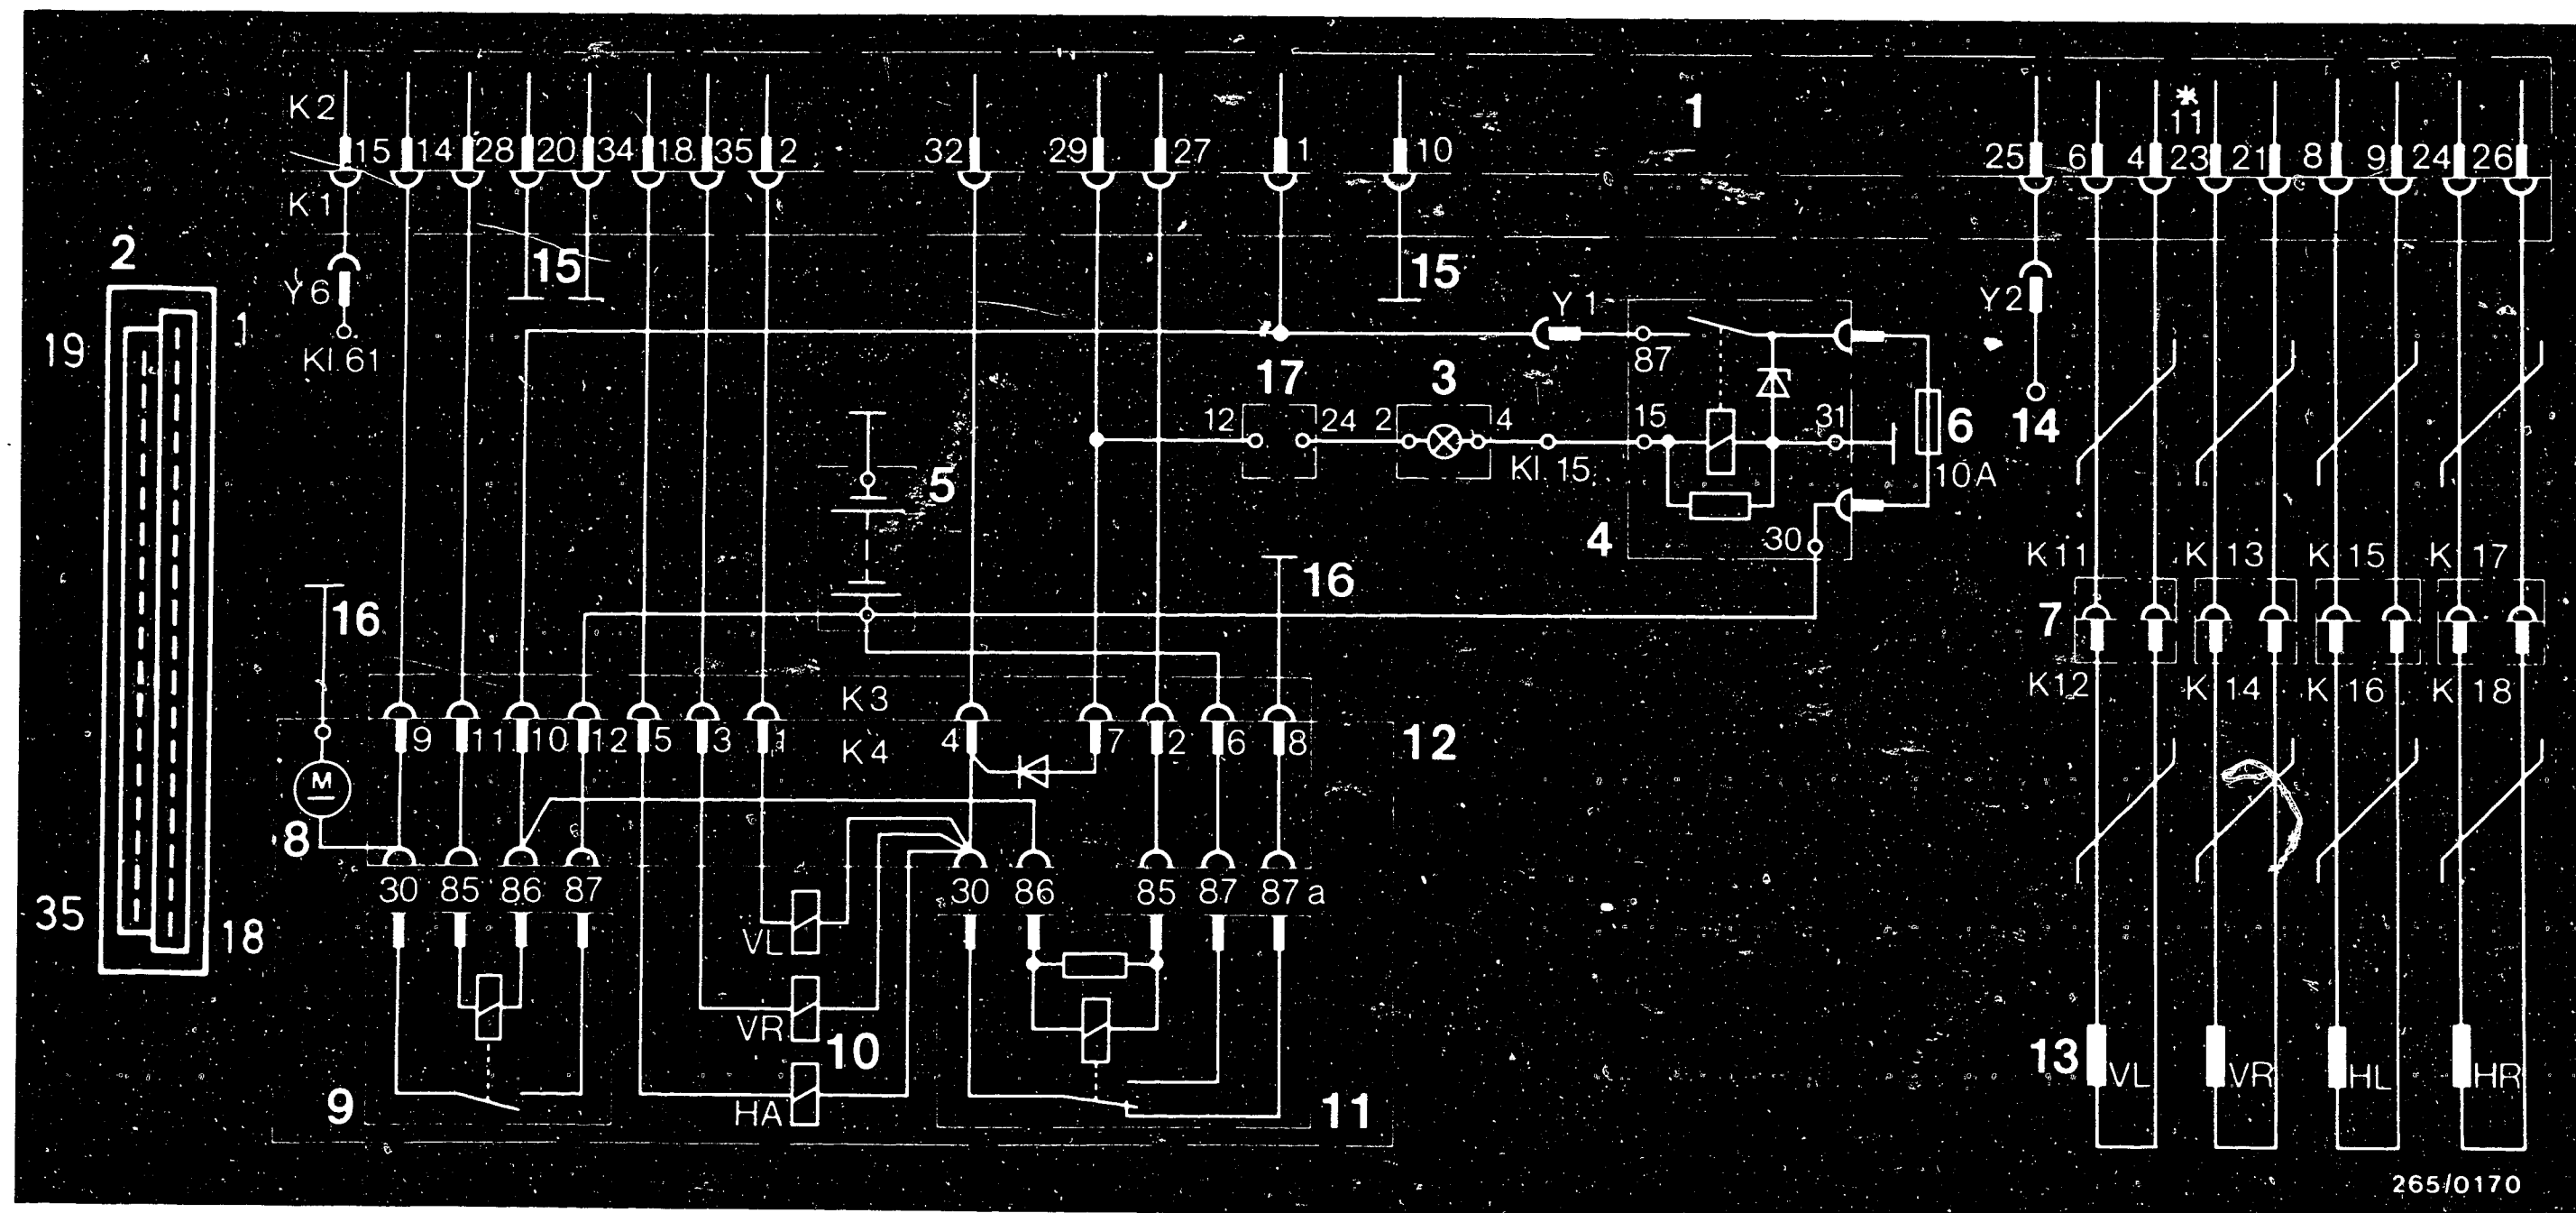 1
*
K2
11
15 14 28 20 34 18 35 2 32 29 27 1 10 25 6 4 23 21 8 9 24 26
K1
2
15
15
Y6
Y1
Y2
1
19
Kl.61
87
17
3
12
24
2
4
15
31
6
14
5
Kl.15
10A
4
30
K11
K13
K15
K17
16
16
7
K3
K12
K14
K16
K18
9 11 10 12 5 3 1
K4
4 7 2 6 8
12
M
8
30 85 86 87
30 86 85 87 87a
35
18
VL
VR
10
13
VL
VR
HL
HR
9
HA
11
265/0170